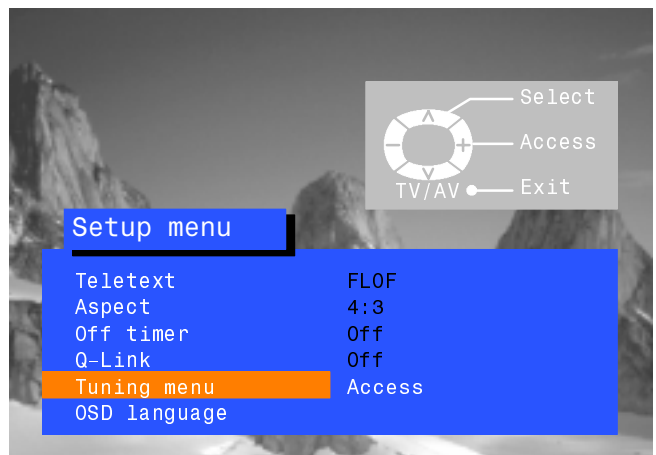 Select
Access
TV/AV Exit
Setup menu
Teletext FLOF
Aspect 4:3
Off timer Off
Q-Link Off
Tuning menu Access
OSD language